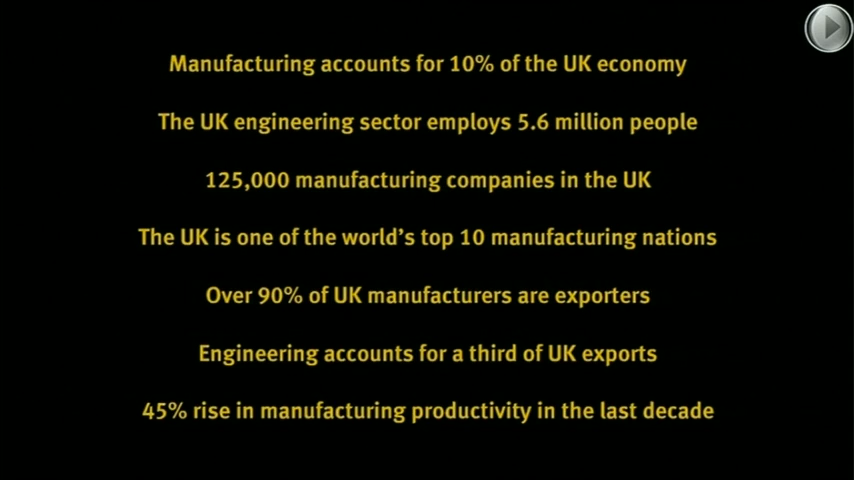 Manufacturing accounts for 10% of the UK economy
The UK engineering sector employs 5.6 million people
125,000 manufacturing companies in the UK
The UK is one of the world's top 10 manufacturing nations
Over 90% of UK manufacturers are exporters
Engineering accounts for a third of UK exports
45% rise in manufacturing productivity in the last decade